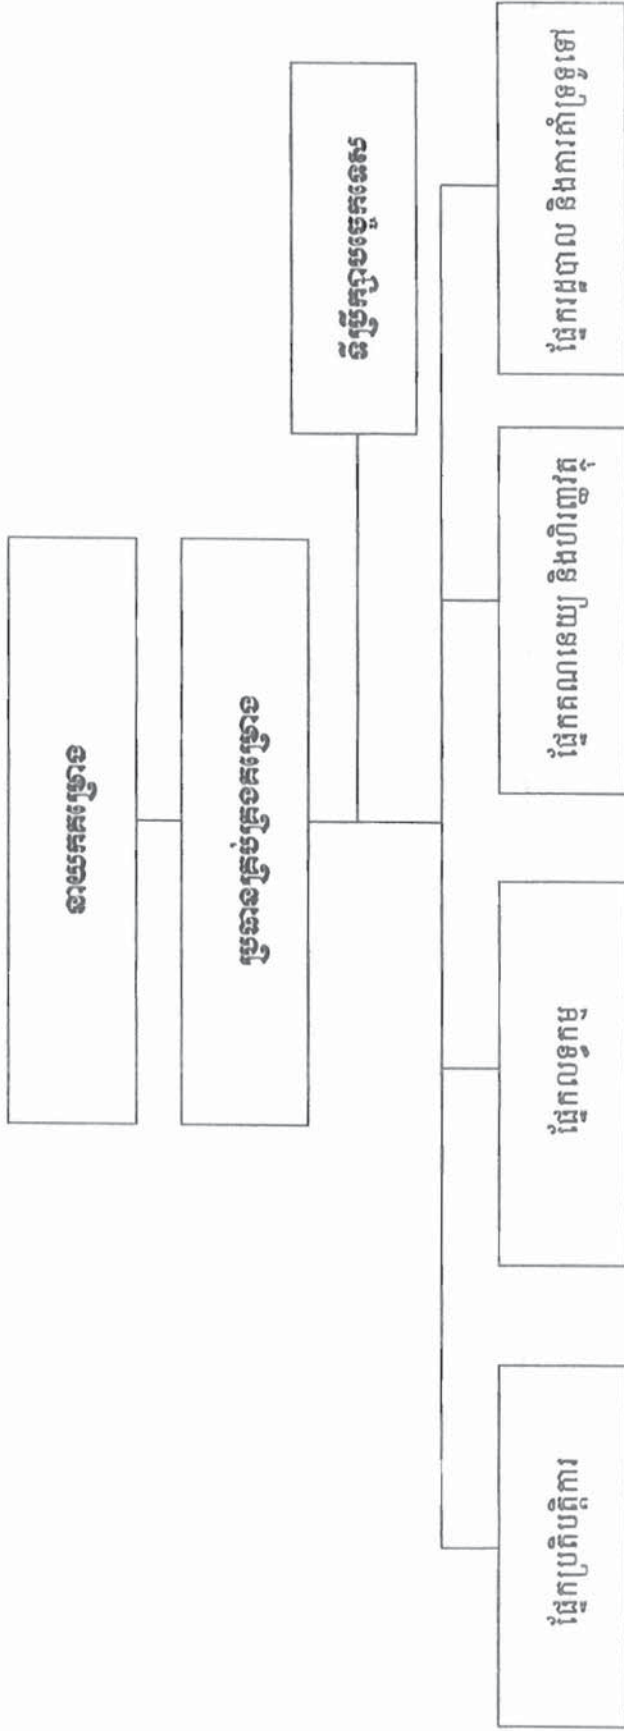 នាយកគម្រោង
ប្រធានគ្រប់គ្រងគម្រោង
ទីប្រឹក្សាបច្ចេកទេស
ផ្នែកប្រតិបត្តិការ
ផ្នែកលទ្ធកម្ម
ផ្នែកគណនេយ្យ និងហិរញ្ញវត្ថុ
ផ្នែករដ្ឋបាល និងការគាំទ្រទូទៅ